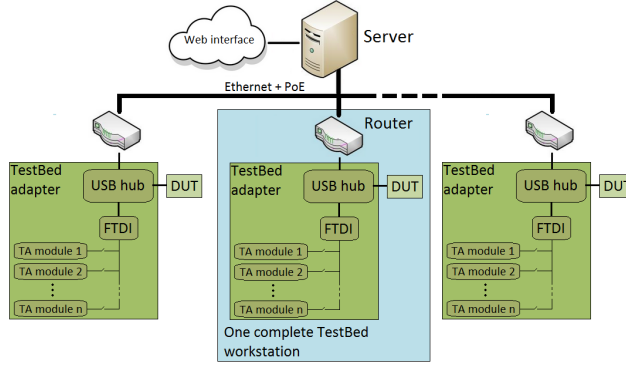 Web interface
Server
Ethernet + PoE
Router
TestBed
adapter
USB hub
DUT
FTDI
TA module 1
TA module 2
TA module n
TestBed
adapter
USB hub
DUT
FTDI
TA module 1
TA module 2
TA module n
One complete TestBed
workstation
TestBed
adapter
USB hub
DUT
FTDI
TA module 1
TA module 2
TA module n